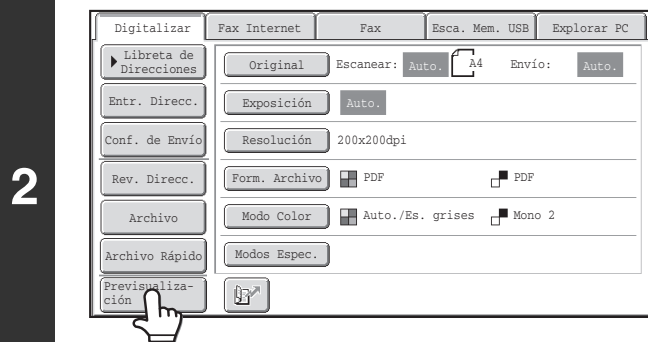 2
Digitalizar
Fax Internet
Fax
Esca. Mem. USB
Explorar PC
Libreta de
Direcciones
Original
Escanear:
Auto.
A4
Envío:
Auto.
Entr. Direcc.
Exposición
Auto.
Conf. de Envío
Resolución
200x200dpi
Rev. Direcc.
Form. Archivo
PDF
PDF
Archivo
Modo Color
Auto./Es. grises
Mono 2
Archivo Rápido
Modos Espec.
Previsualiza-
ción